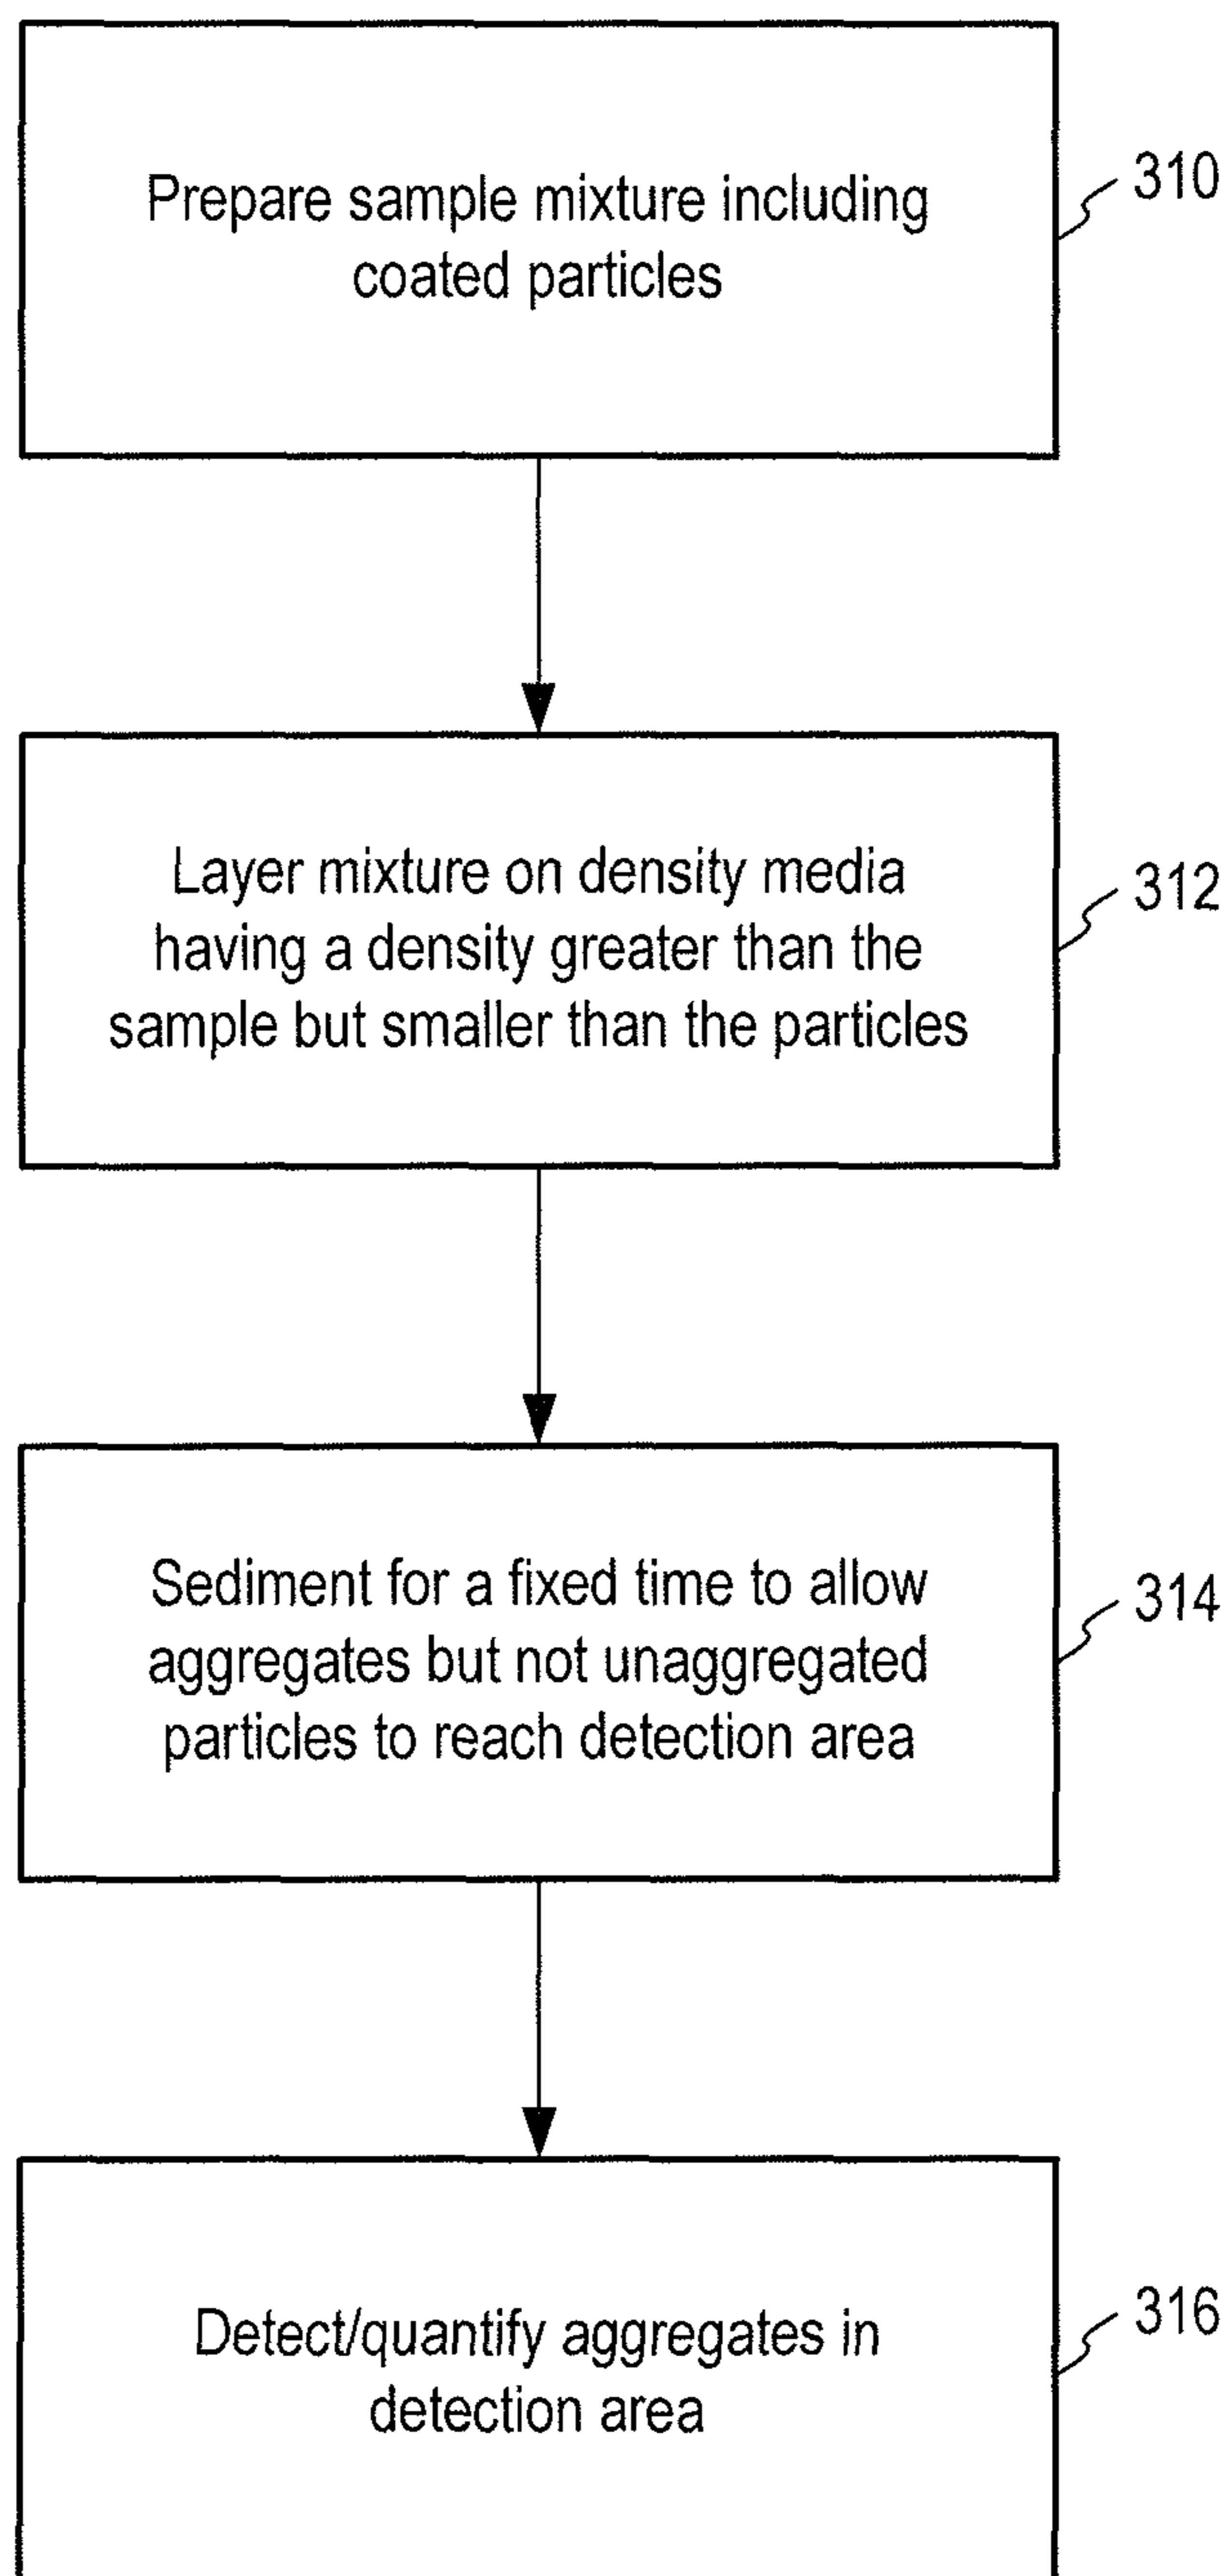 Prepare sample mixture including
coated particles
310
Layer mixture on density media
having a density greater than the
sample but smaller than the particles
312
Sediment for a fixed time to allow
aggregates but not unaggregated
particles to reach detection area
314
Detect/quantify aggregates in
detection area
316